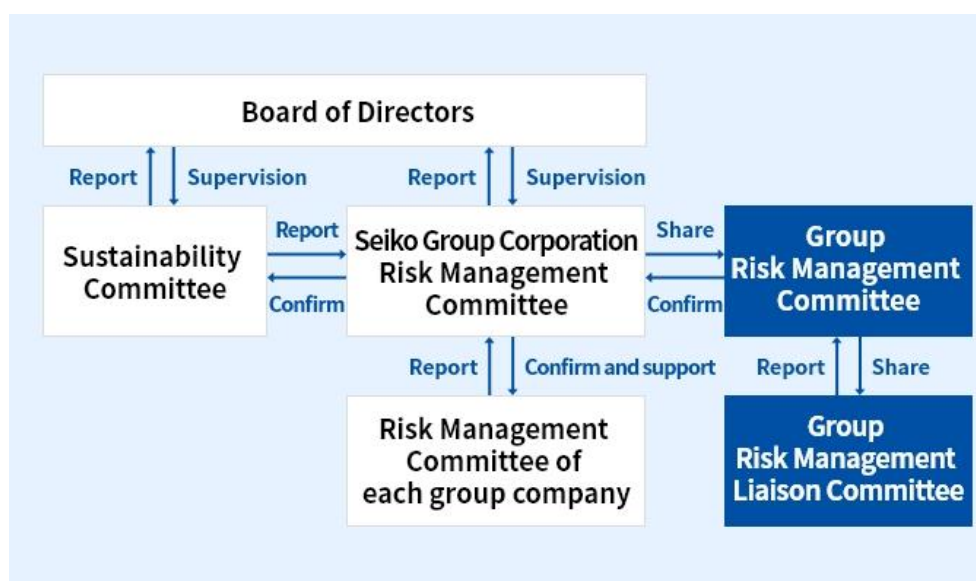 Board of Directors
Report
Supervision
Report
Supervision
Sustainability
Committee
Report
Confirm
Seiko Group Corporation
Risk Management
Committee
Share
Confirm
Group
Risk Management
Committee
Report
Confirm and support
Report
Share
Risk Management
Committee of
each group company
Group
Risk Management
Liaison Committee